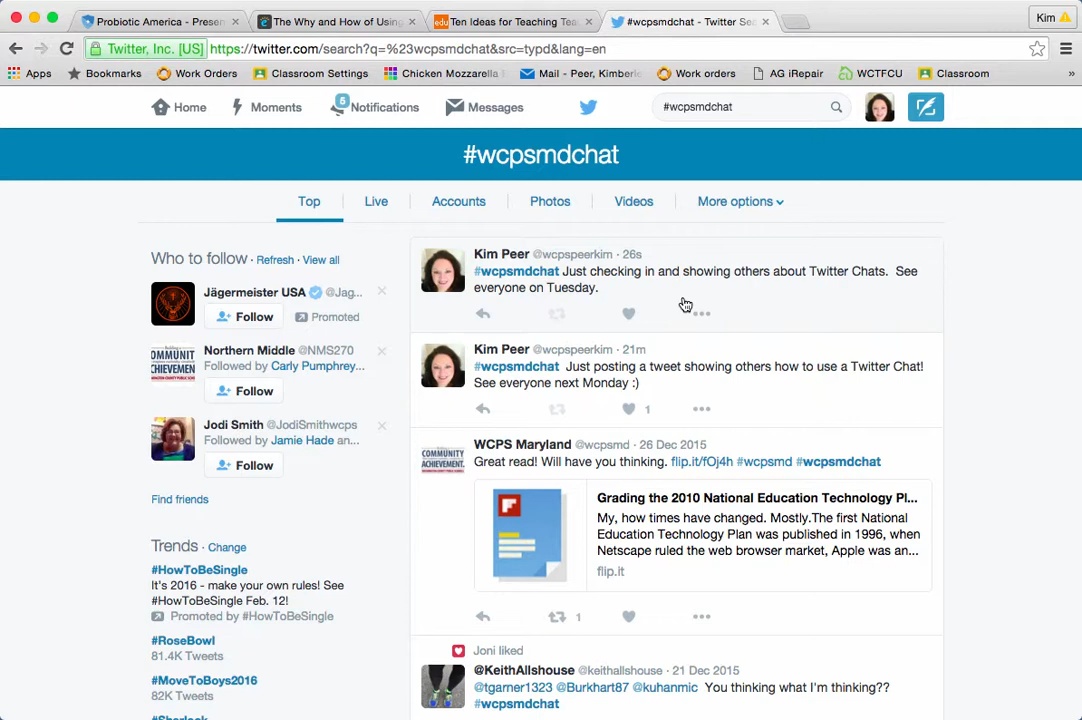 Probiotic America - Presen
The Why and How of Using
Ten Ideas for Teaching Tea
#wcpsmdchat - Twitter Sea
Kim
Twitter, Inc. [US] https://twitter.com/search?q=%23wcpsmdchat&src=typd&lang=en
Apps Bookmarks Work Orders Classroom Settings Chicken Mozzarella Mail - Peer, Kimberle Work orders AG iRepair WCTFCU Classroom »
Home Moments 5 Notifications Messages #wcpsmdchat
#wcpsmdchat
Top Live Accounts Photos Videos More options
Who to follow · Refresh · View all
Jägermeister USA @Jag...
Follow Promoted
Northern Middle @NMS270
Followed by Carly Pumphrey...
Follow
Jodi Smith @JodiSmithwcps
Followed by Jamie Hade an...
Follow
Find friends
Trends · Change
#HowToBeSingle
It's 2016 - make your own rules! See
#HowToBeSingle Feb. 12!
Promoted by #HowToBeSingle
#RoseBowl
81.4K Tweets
#MoveToBoys2016
82K Tweets
#Sherlock
Kim Peer @wcpspeerkim · 26s
#wcpsmdchat Just checking in and showing others about Twitter Chats. See
everyone on Tuesday.
Kim Peer @wcpspeerkim · 21m
#wcpsmdchat Just posting a tweet showing others how to use a Twitter Chat!
See everyone next Monday :)
1
WCPS Maryland @wcpsmd · 26 Dec 2015
Great read! Will have you thinking. flip.it/fOj4h #wcpsmd #wcpsmdchat
COMMUNITY
ACHIEVEMENT.
Grading the 2010 National Education Technology Pl...
My, how times have changed. Mostly.The first National
Education Technology Plan was published in 1996, when
Netscape ruled the web browser market, Apple was an...
flip.it
1
Joni liked
@KeithAllshouse @keithallshouse · 21 Dec 2015
@tgarner1323 @Burkhart87 @kuhanmic You thinking what I'm thinking??
#wcpsmdchat